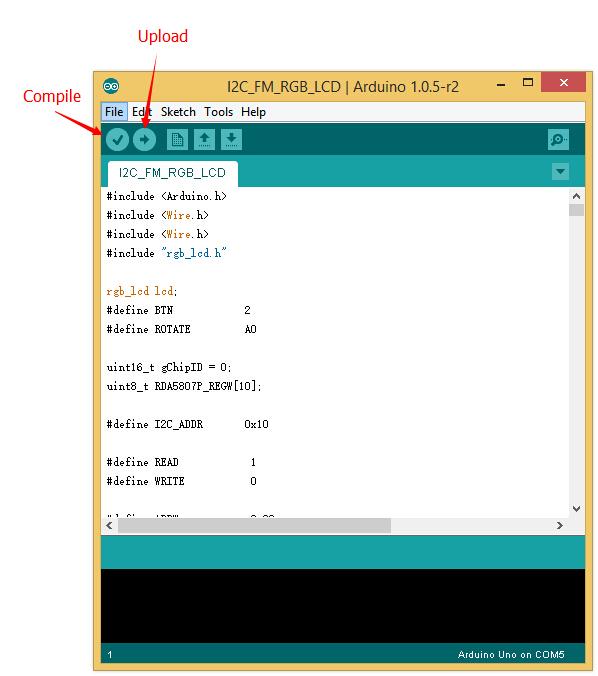 Upload
Compile
I2C_FM_RGB_LCD | Arduino 1.0.5-r2
File Edit Sketch Tools Help
I2C_FM_RGB_LCD
#include <Arduino.h>
#include <Wire.h>
#include <Wire.h>
#include "rgb_lcd.h"
rgb_lcd lcd;
#define BTN 2
#define ROTATE A0
uint16_t gChipID = 0;
uint8_t RDA5807P_REGW[10];
#define I2C_ADDR 0x10
#define READ 1
#define WRITE 0
1
Arduino Uno on COM5